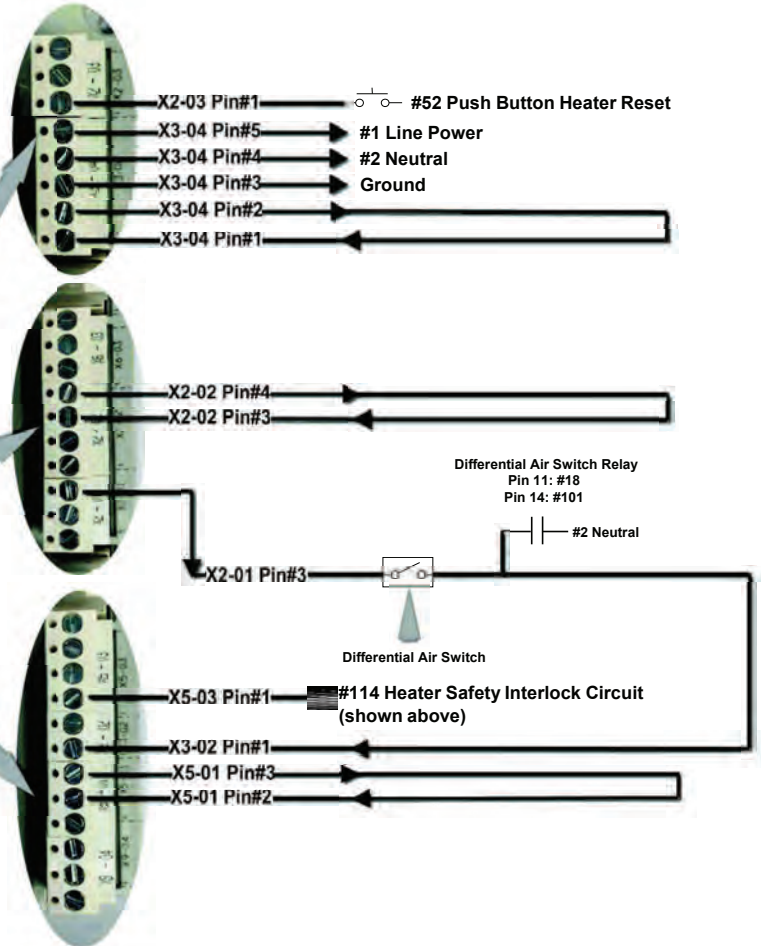 X2-03 Pin#1
#52 Push Button Heater Reset
X3-04 Pin#5
#1 Line Power
X3-04 Pin#4
#2 Neutral
X3-04 Pin#3
Ground
X3-04 Pin#2
X3-04 Pin#1
X2-02 Pin#4
X2-02 Pin#3
Differential Air Switch Relay
Pin 11: #18
Pin 14: #101
#2 Neutral
X2-01 Pin#3
Differential Air Switch
X5-03 Pin#1
#114 Heater Safety Interlock Circuit
(shown above)
X3-02 Pin#1
X5-01 Pin#3
X5-01 Pin#2